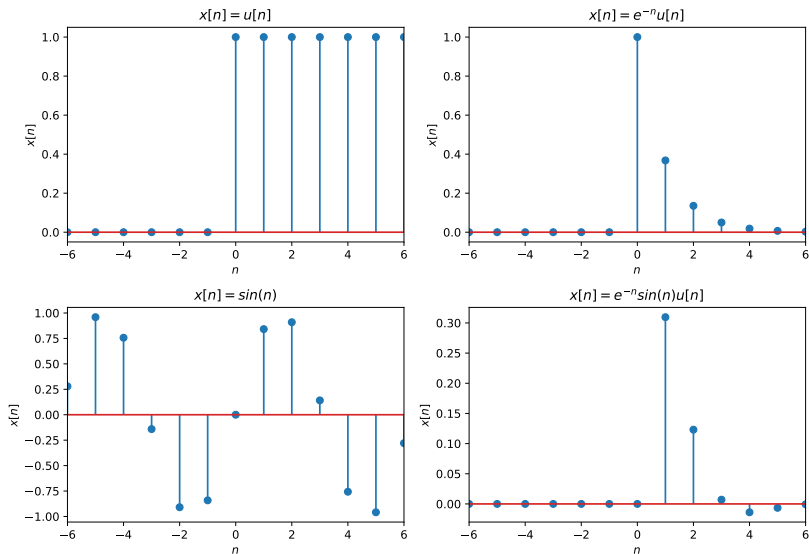 x[n] = u[n]
x[n]
1.0
0.8
0.6
0.4
0.2
0.0
−6 −4 −2 0 2 4 6
n
x[n] = e⁻ⁿu[n]
x[n]
1.0
0.8
0.6
0.4
0.2
0.0
−6 −4 −2 0 2 4 6
n
x[n] = sin(n)
x[n]
1.00
0.75
0.50
0.25
0.00
−0.25
−0.50
−0.75
−1.00
−6 −4 −2 0 2 4 6
n
x[n] = e⁻ⁿsin(n)u[n]
x[n]
0.30
0.25
0.20
0.15
0.10
0.05
0.00
−6 −4 −2 0 2 4 6
n